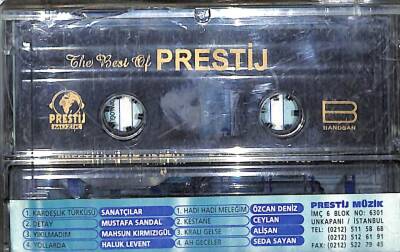 The Best Of PRESTİJ
PRESTİJ
MÜZİK
B
BANDSAN
1. KARDEŞLİK TÜRKÜSÜ SANATÇILAR
2. DETAY MUSTAFA SANDAL
3. YIKILMADIM MAHSUN KIRMIZIGÜL
4. YOLLARDA HALUK LEVENT
1. HADİ HADİ MELEĞİM ÖZCAN DENİZ
2. KESTANE CEYLAN
3. KRALI GELSE ALİŞAN
4. AH GECELER SEDA SAYAN
PRESTİJ MÜZİK
İMÇ 6 BLOK NO: 6301
UNKAPANI / İSTANBUL
TEL: (0212) 511 58 68
(0212) 512 61 91
FAX: (0212) 522 79 43